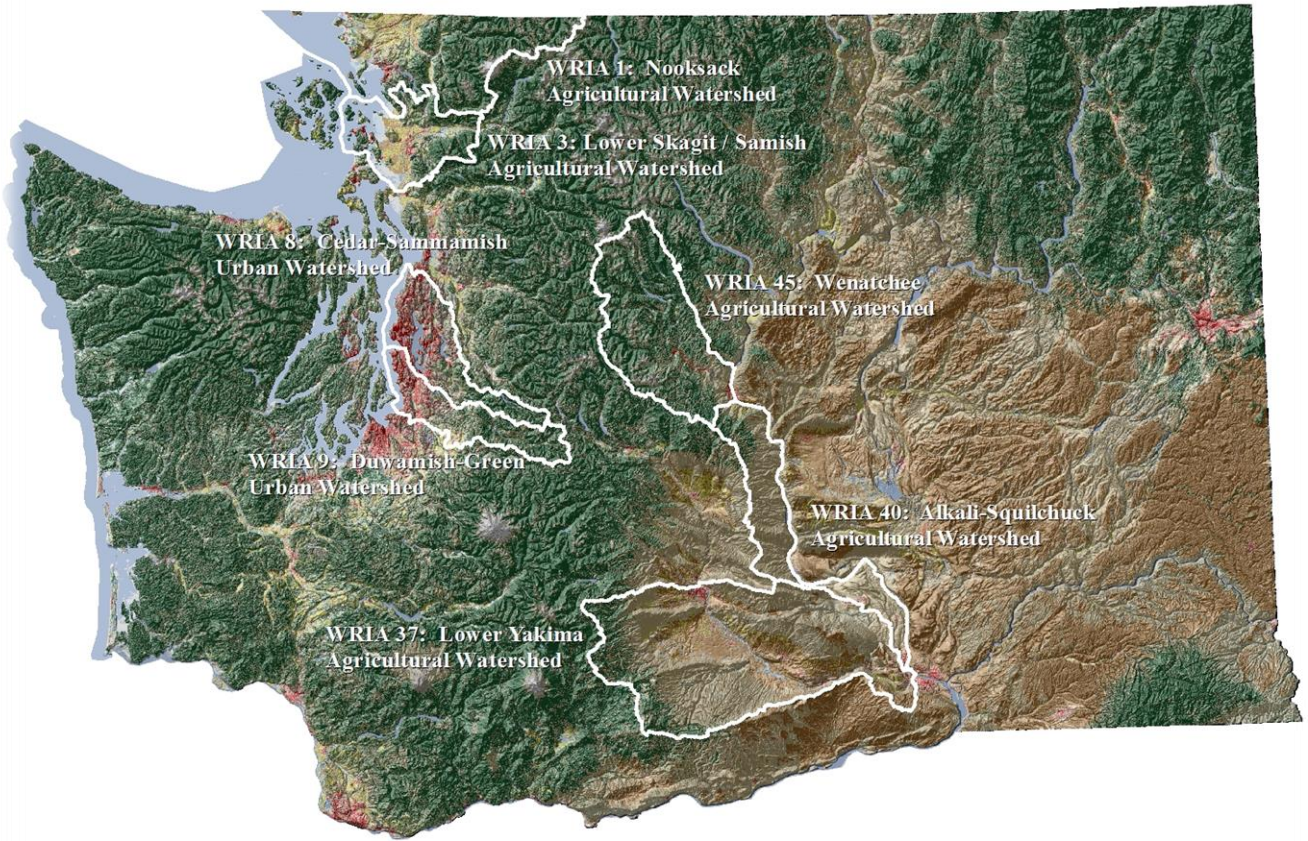 WRIA 1: Nooksack
Agricultural Watershed
WRIA 3: Lower Skagit / Samish
Agricultural Watershed
WRIA 8: Cedar-Sammamish
Urban Watershed
WRIA 45: Wenatchee
Agricultural Watershed
WRIA 9: Duwamish-Green
Urban Watershed
WRIA 40: Alkali-Squilchuck
Agricultural Watershed
WRIA 37: Lower Yakima
Agricultural Watershed